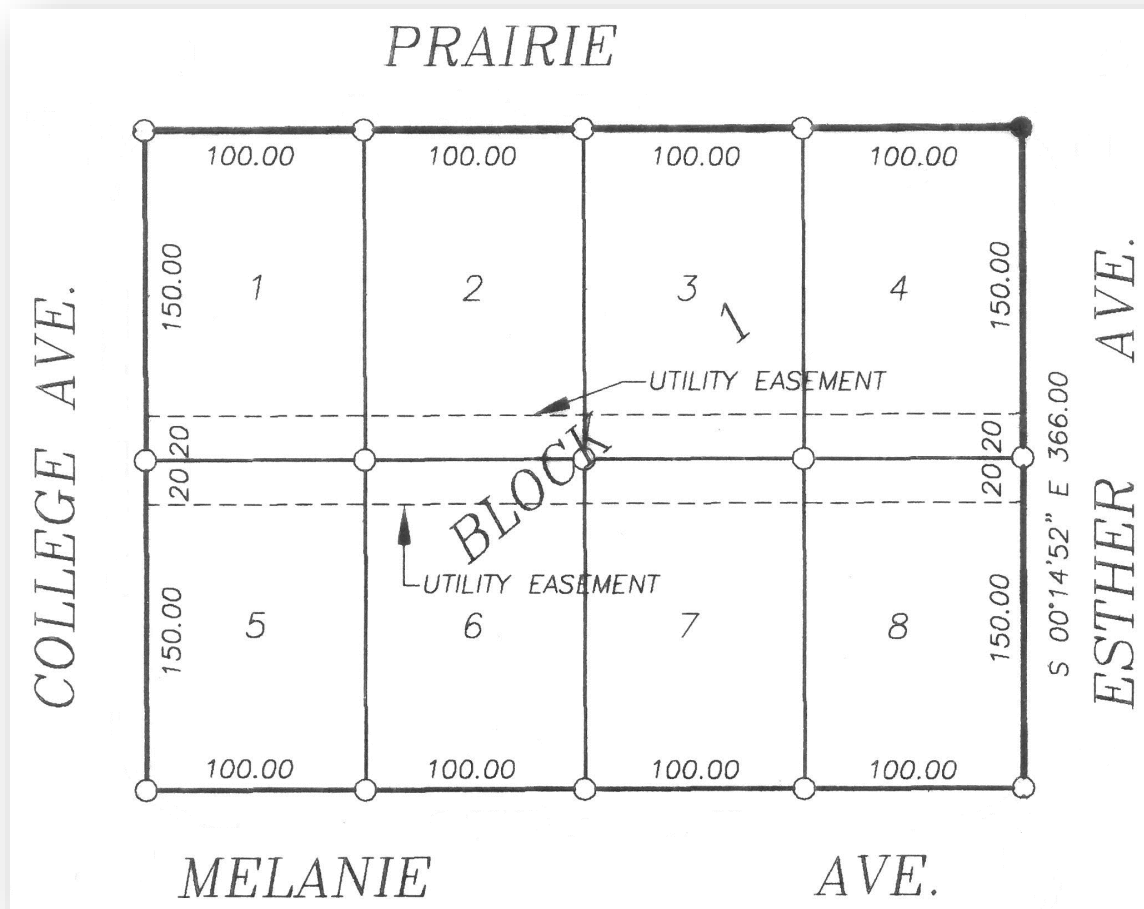 PRAIRIE
100.00 100.00 100.00 100.00
150.00 150.00
1 2 3 4
1
UTILITY EASEMENT
COLLEGE AVE.
ESTHER AVE.
S 00°14'52" E 366.00
20 20
BLOCK
20 20
UTILITY EASEMENT
150.00 150.00
5 6 7 8
100.00 100.00 100.00 100.00
MELANIE AVE.